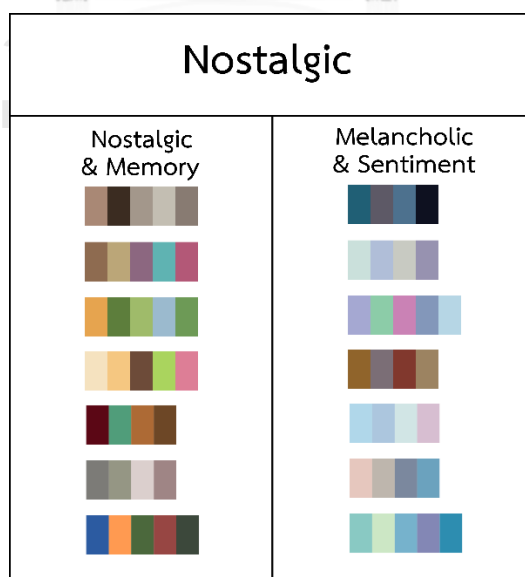 Nostalgic
Nostalgic
& Memory
Melancholic
& Sentiment